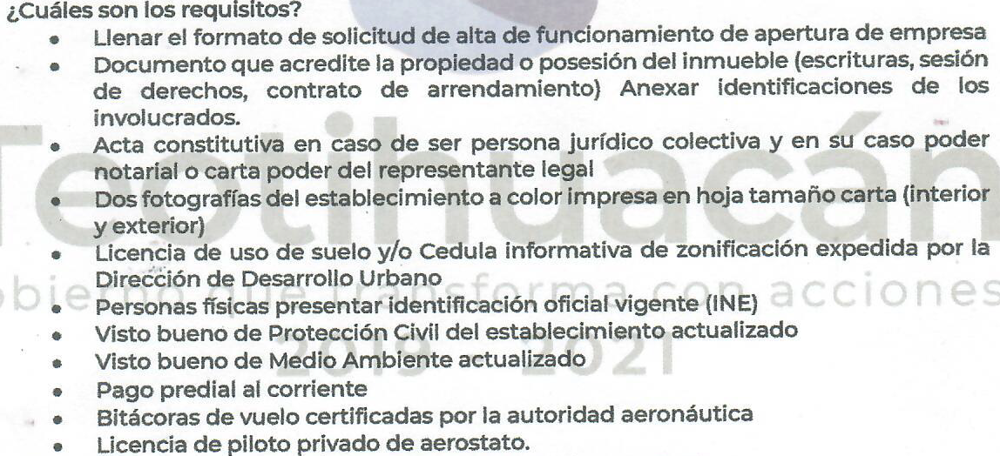 ¿Cuáles son los requisitos?
• Llenar el formato de solicitud de alta de funcionamiento de apertura de empresa
• Documento que acredite la propiedad o posesión del inmueble (escrituras, sesión
de derechos, contrato de arrendamiento) Anexar identificaciones de los
involucrados.
• Acta constitutiva en caso de ser persona jurídico colectiva y en su caso poder
notarial o carta poder del representante legal
• Dos fotografías del establecimiento a color impresa en hoja tamaño carta (interior
y exterior)
• Licencia de uso de suelo y/o Cedula informativa de zonificación expedida por la
Dirección de Desarrollo Urbano
• Personas físicas presentar identificación oficial vigente (INE)
• Visto bueno de Protección Civil del establecimiento actualizado
• Visto bueno de Medio Ambiente actualizado
• Pago predial al corriente
• Bitácoras de vuelo certificadas por la autoridad aeronáutica
• Licencia de piloto privado de aerostato.
Teotihuacán
obierno que transforma con acciones
2019 - 2021